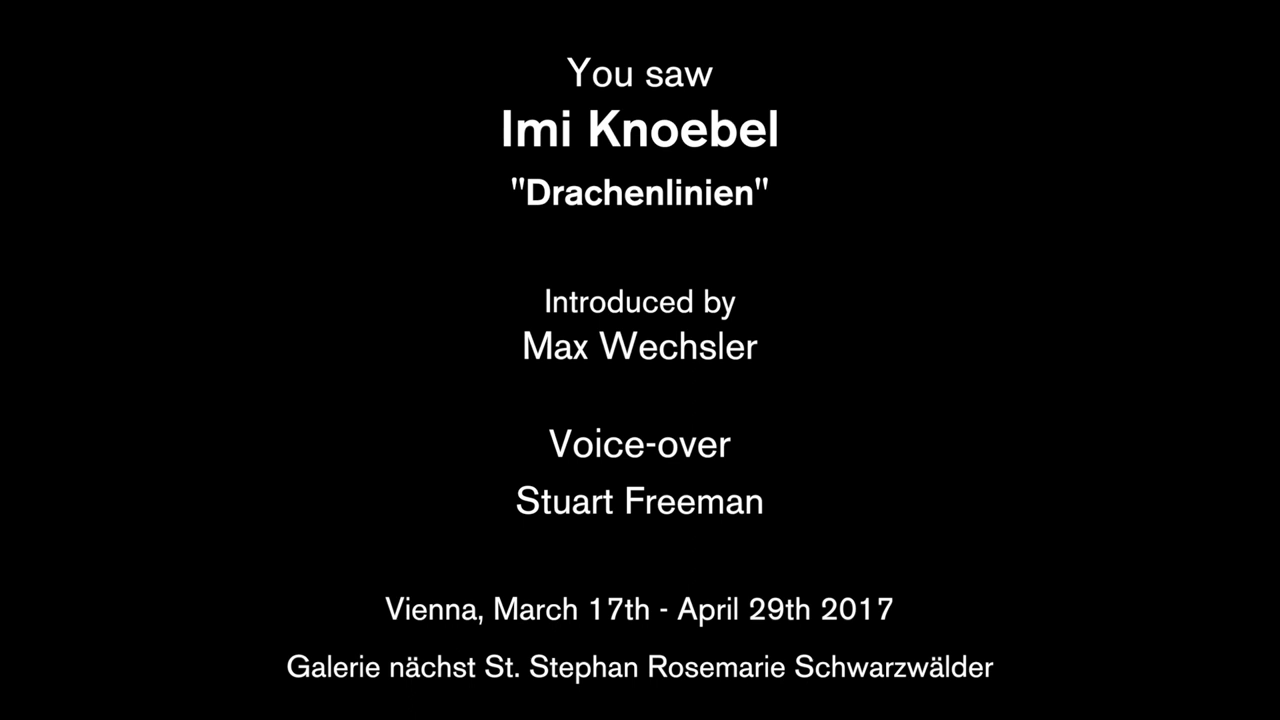 You saw
Imi Knoebel
"Drachenlinien"
Introduced by
Max Wechsler
Voice-over
Stuart Freeman
Vienna, March 17th - April 29th 2017
Galerie nächst St. Stephan Rosemarie Schwarzwälder